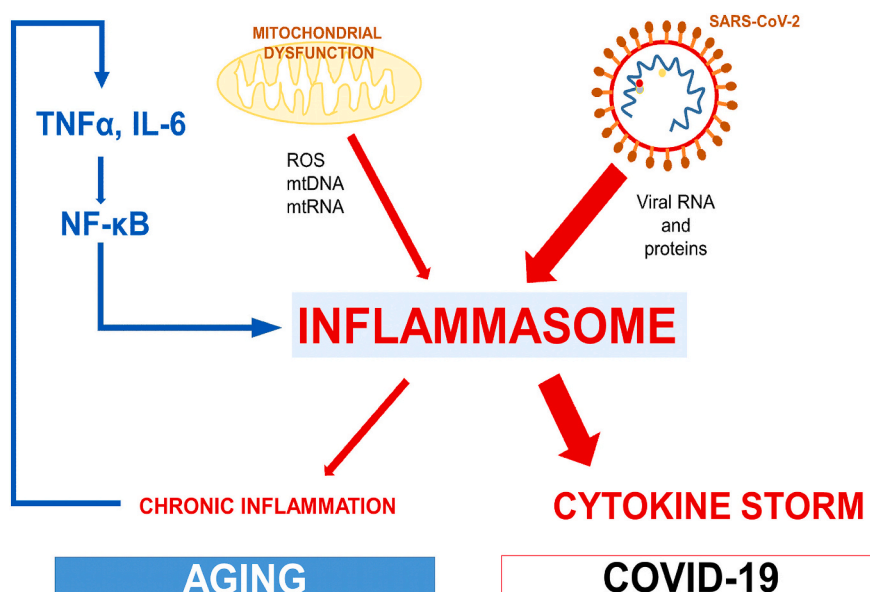 MITOCHONDRIAL
DYSFUNCTION
SARS-CoV-2
TNFα, IL-6
ROS
mtDNA
mtRNA
Viral RNA
and
proteins
NF-κB
INFLAMMASOME
CHRONIC INFLAMMATION
CYTOKINE STORM
AGING
COVID-19